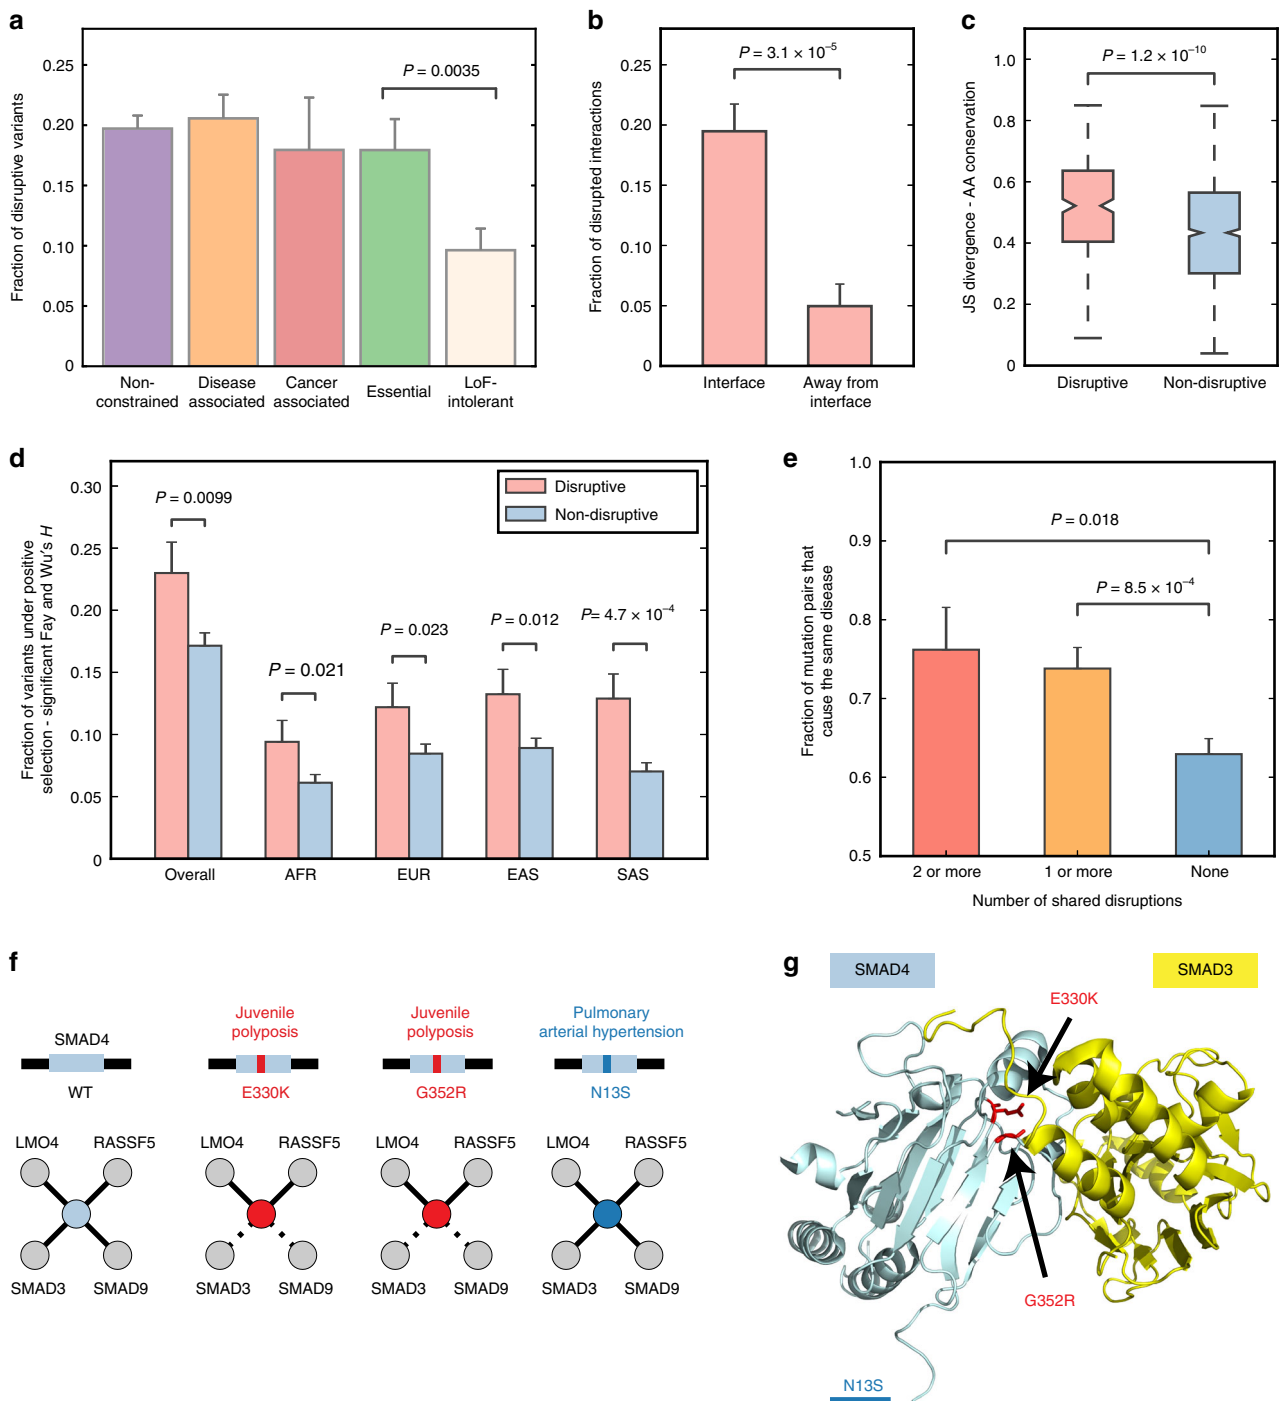 a
Fraction of disruptive variants
0.25
0.20
0.15
0.10
0.05
0
P = 0.0035
Non-
constrained
Disease
associated
Cancer
associated
Essential
LoF-
intolerant
b
Fraction of disrupted interactions
0.25
0.20
0.15
0.10
0.05
0
P = 3.1 × 10⁻⁵
Interface
Away from
interface
c
JS divergence - AA conservation
1.0
0.8
0.6
0.4
0.2
0
P = 1.2 × 10⁻¹⁰
Disruptive
Non-disruptive
d
Fraction of variants under positive
selection - significant Fay and Wu's H
0.30
0.25
0.20
0.15
0.10
0.05
0
Disruptive
Non-disruptive
P = 0.0099
P = 0.021
P = 0.023
P = 0.012
P= 4.7 × 10⁻⁴
Overall
AFR
EUR
EAS
SAS
e
Fraction of mutation pairs that
cause the same disease
1.0
0.9
0.8
0.7
0.6
0.5
P = 0.018
P = 8.5 × 10⁻⁴
2 or more
1 or more
None
Number of shared disruptions
f
SMAD4
WT
LMO4
RASSF5
SMAD3
SMAD9
Juvenile
polyposis
E330K
LMO4
RASSF5
SMAD3
SMAD9
Juvenile
polyposis
G352R
LMO4
RASSF5
SMAD3
SMAD9
Pulmonary
arterial hypertension
N13S
LMO4
RASSF5
SMAD3
SMAD9
g
SMAD4
SMAD3
E330K
G352R
N13S